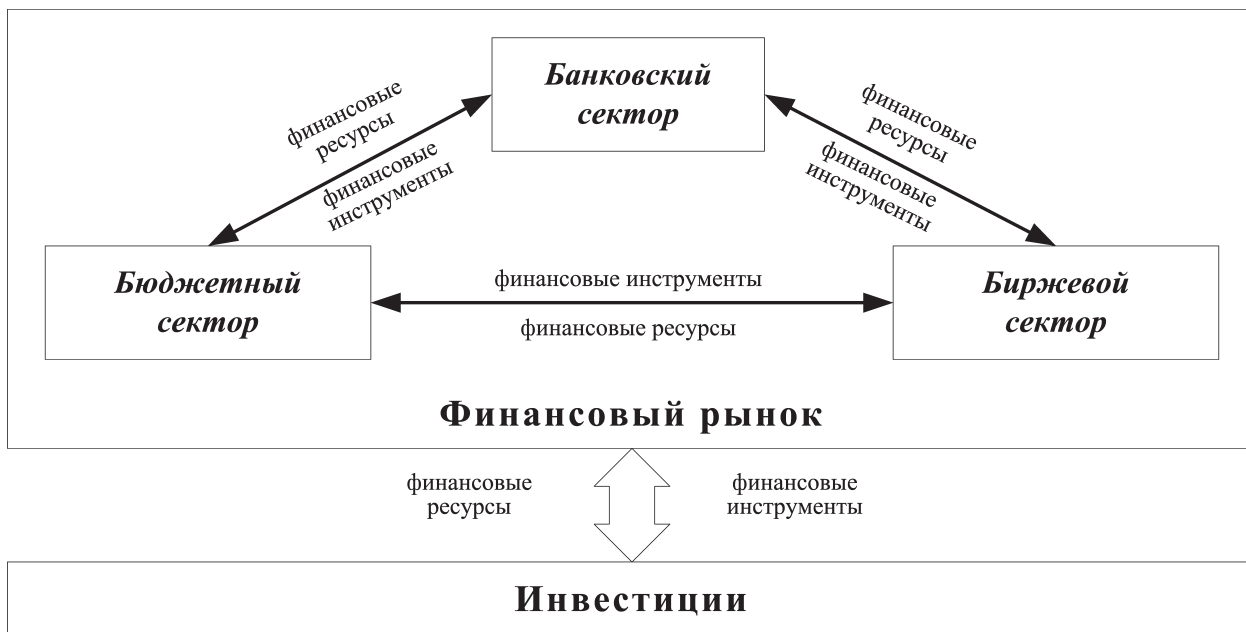 Банковский
сектор
финансовые
ресурсы
финансовые
инструменты
финансовые
ресурсы
финансовые
инструменты
Бюджетный
сектор
финансовые инструменты
финансовые ресурсы
Биржевой
сектор
Финансовый рынок
финансовые
ресурсы
финансовые
инструменты
Инвестиции